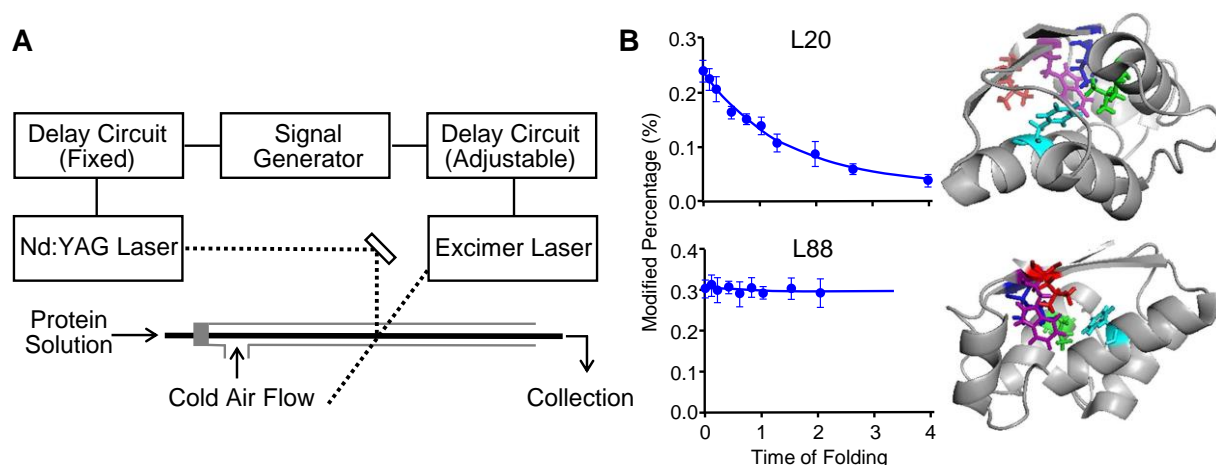 A
Delay Circuit
(Fixed)
Signal
Generator
Delay Circuit
(Adjustable)
Nd:YAG Laser
Excimer Laser
Protein
Solution
Cold Air Flow
Collection
B
L20
0.3
0.2
0.1
0.0
L88
0.4
0.3
0.2
0.1
0.0
Modified Percentage (%)
0 1 2 3 4
Time of Folding